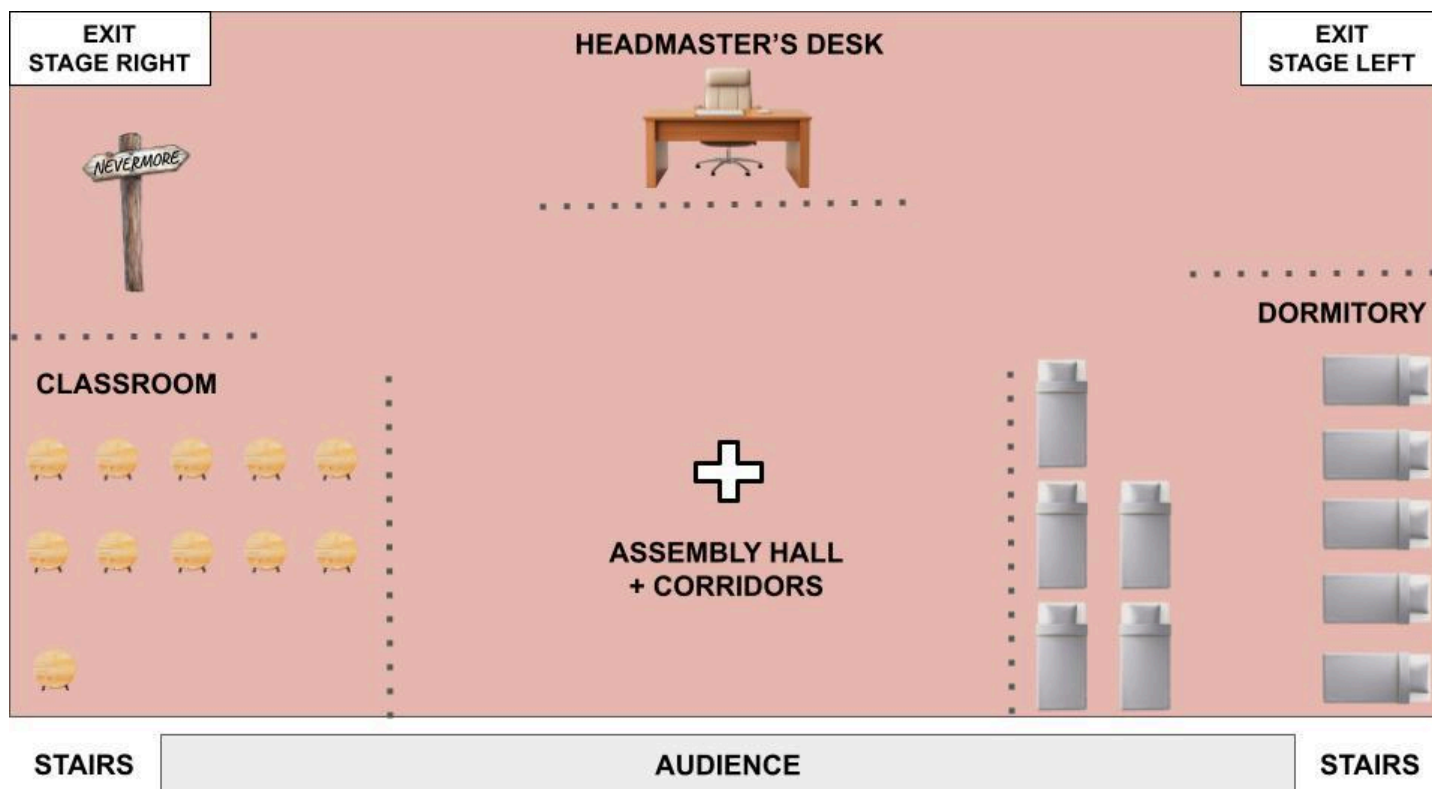 EXIT
STAGE RIGHT
HEADMASTER'S DESK
EXIT
STAGE LEFT
NEVERMORE
DORMITORY
CLASSROOM
ASSEMBLY HALL
+ CORRIDORS
STAIRS
AUDIENCE
STAIRS